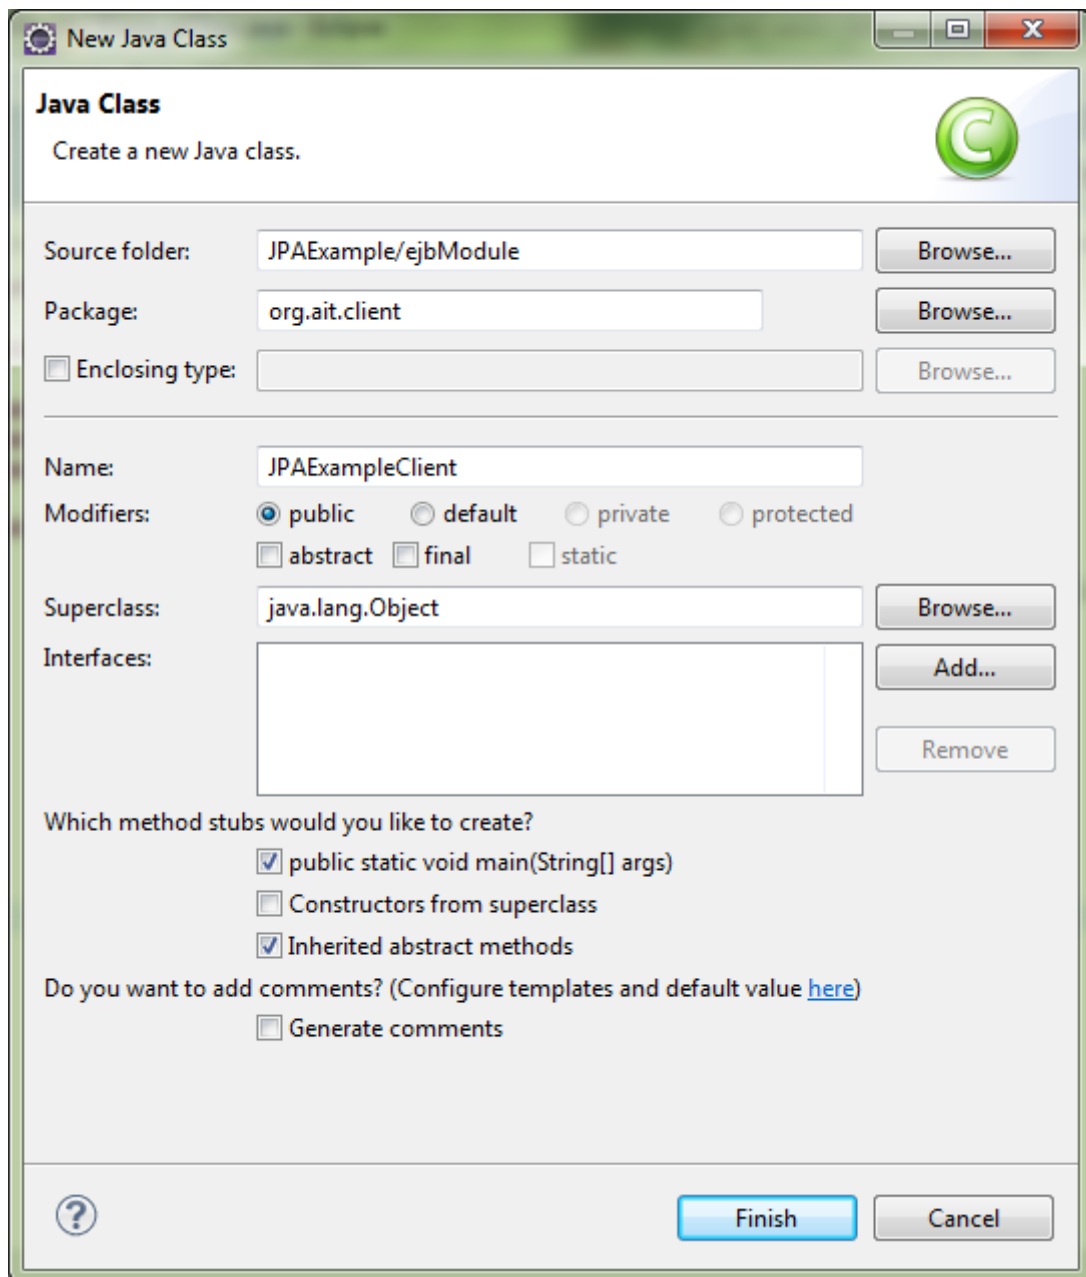 New Java Class
Java Class
Create a new Java class.
C
Source folder: JPAExample/ejbModule Browse...
Package: org.ait.client Browse...
Enclosing type: Browse...
Name: JPAExampleClient
Modifiers: public default private protected
abstract final static
Superclass: java.lang.Object Browse...
Interfaces: Add...
Remove
Which method stubs would you like to create?
public static void main(String[] args)
Constructors from superclass
Inherited abstract methods
Do you want to add comments? (Configure templates and default value here)
Generate comments
? Finish Cancel